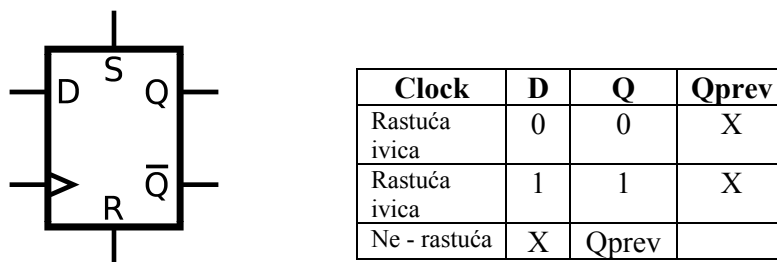 S
D Q
Q̅
R
Clock D Q Qprev
Rastuća
ivica 0 0 X
Rastuća
ivica 1 1 X
Ne - rastuća X Qprev